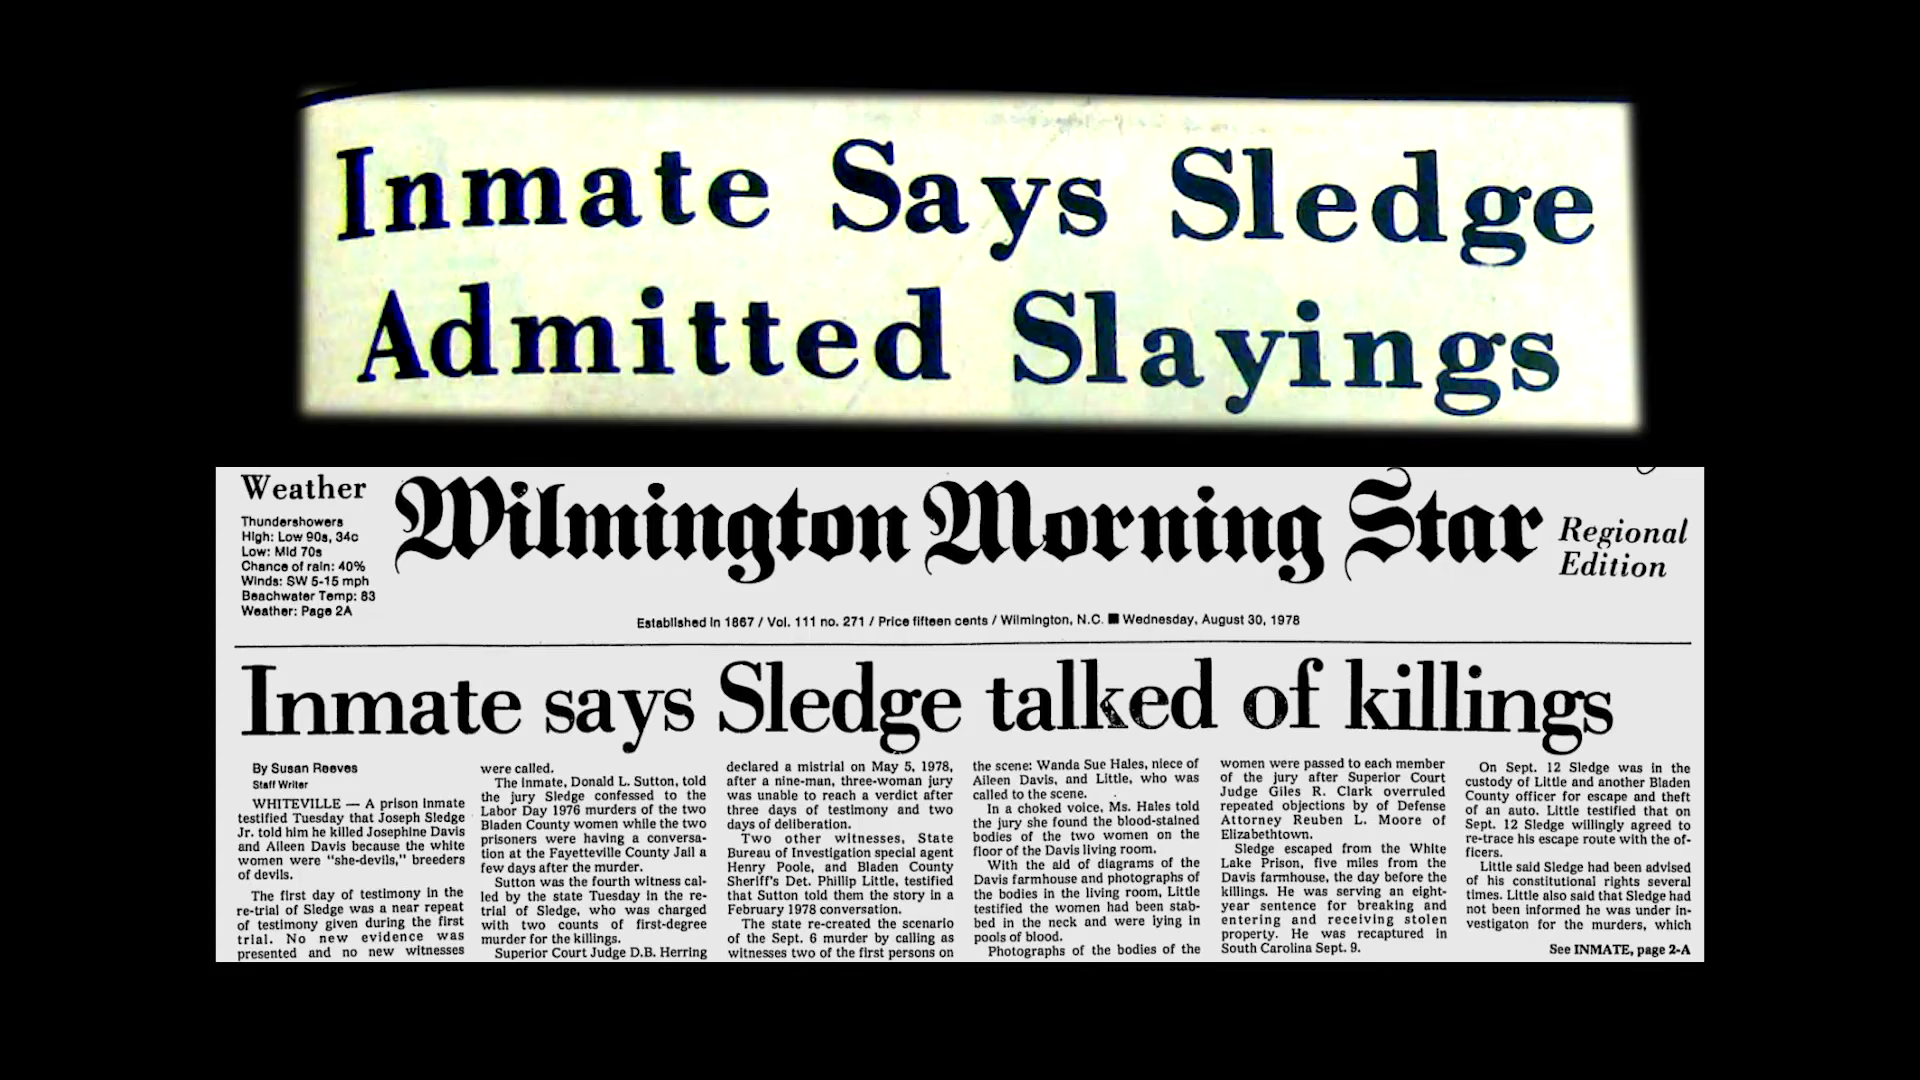 Inmate Says Sledge
Admitted Slayings
Weather
Thundershowers
High: Low 90s, 34c
Low: Mid 70s
Chance of rain: 40%
Winds: SW 5-15 mph
Beachwater Temp: 83
Weather: Page 2A
Wilmington Morning Star
Regional
Edition
Established in 1867 / Vol. 111 no. 271 / Price fifteen cents / Wilmington, N.C. ■ Wednesday, August 30, 1978
Inmate says Sledge talked of killings
By Susan Reeves
Staff Writer
WHITEVILLE — A prison inmate
testified Tuesday that Joseph Sledge
Jr. told him he killed Josephine Davis
and Aileen Davis because the white
women were "she-devils," breeders
of devils.
The first day of testimony in the
re-trial of Sledge was a near repeat
of testimony given during the first
trial. No new evidence was
presented and no new witnesses
were called.
The inmate, Donald L. Sutton, told
the jury Sledge confessed to the
Labor Day 1976 murders of the two
Bladen County women while the two
prisoners were having a conversa-
tion at the Fayetteville County Jail a
few days after the murder.
Sutton was the fourth witness cal-
led by the state Tuesday in the re-
trial of Sledge, who was charged
with two counts of first-degree
murder for the killings.
Superior Court Judge D.B. Herring
declared a mistrial on May 5, 1978,
after a nine-man, three-woman jury
was unable to reach a verdict after
three days of testimony and two
days of deliberation.
Two other witnesses, State
Bureau of Investigation special agent
Henry Poole, and Bladen County
Sheriff's Det. Phillip Little, testified
that Sutton told them the story in a
February 1978 conversation.
The state re-created the scenario
of the Sept. 6 murder by calling as
witnesses two of the first persons on
the scene: Wanda Sue Hales, niece of
Aileen Davis, and Little, who was
called to the scene.
In a choked voice, Ms. Hales told
the jury she found the blood-stained
bodies of the two women on the
floor of the Davis living room.
With the aid of diagrams of the
Davis farmhouse and photographs of
the bodies in the living room, Little
testified the women had been stab-
bed in the neck and were lying in
pools of blood.
Photographs of the bodies of the
women were passed to each member
of the jury after Superior Court
Judge Giles R. Clark overruled
repeated objections by of Defense
Attorney Reuben L. Moore of
Elizabethtown.
Sledge escaped from the White
Lake Prison, five miles from the
Davis farmhouse, the day before the
killings. He was serving an eight-
year sentence for breaking and
entering and receiving stolen
property. He was recaptured in
South Carolina Sept. 9.
On Sept. 12 Sledge was in the
custody of Little and another Bladen
County officer for escape and theft
of an auto. Little testified that on
Sept. 12 Sledge willingly agreed to
re-trace his escape route with the of-
ficers.
Little said Sledge had been advised
of his constitutional rights several
times. Little also said that Sledge had
not been informed he was under in-
vestigaton for the murders, which
See INMATE, page 2-A